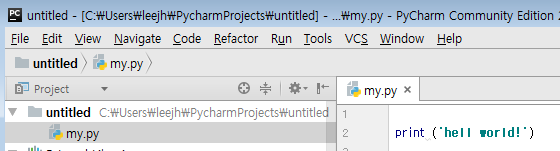 untitled - [C:₩Users₩leejh₩PycharmProjects₩untitled] - ...₩my.py - PyCharm Community Edition 2
File Edit View Navigate Code Refactor Run Tools VCS Window Help
untitled my.py
Project
my.py ×
untitled C:₩Users₩leejh₩PycharmProjects₩untitled
my.py
1
2 print ('hell world!')